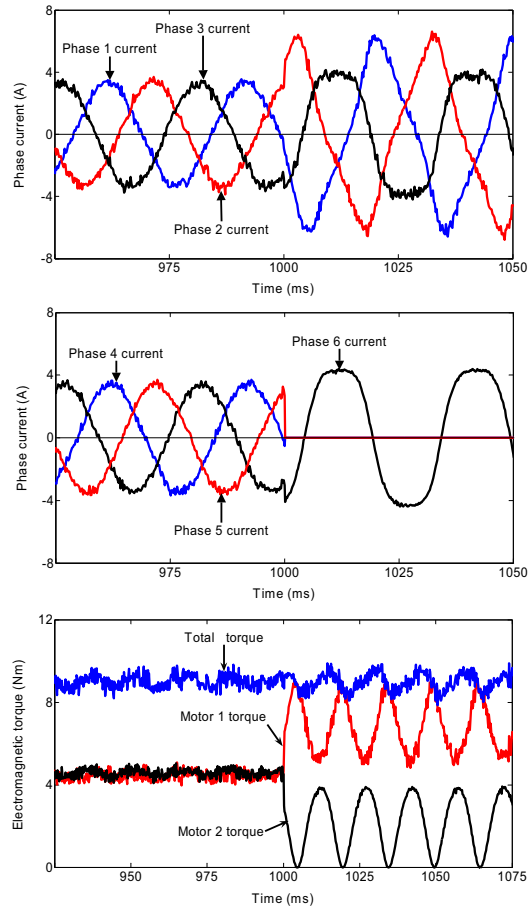 8
4
0
-4
-8
Phase current (A)
Phase 1 current
Phase 3 current
Phase 2 current
975
1000
1025
1050
Time (ms)
8
4
0
-4
-8
Phase current (A)
Phase 4 current
Phase 6 current
Phase 5 current
975
1000
1025
1050
Time (ms)
12
8
4
0
Electromagnetic torque (Nm)
Total torque
Motor 1 torque
Motor 2 torque
950
975
1000
1025
1050
1075
Time (ms)